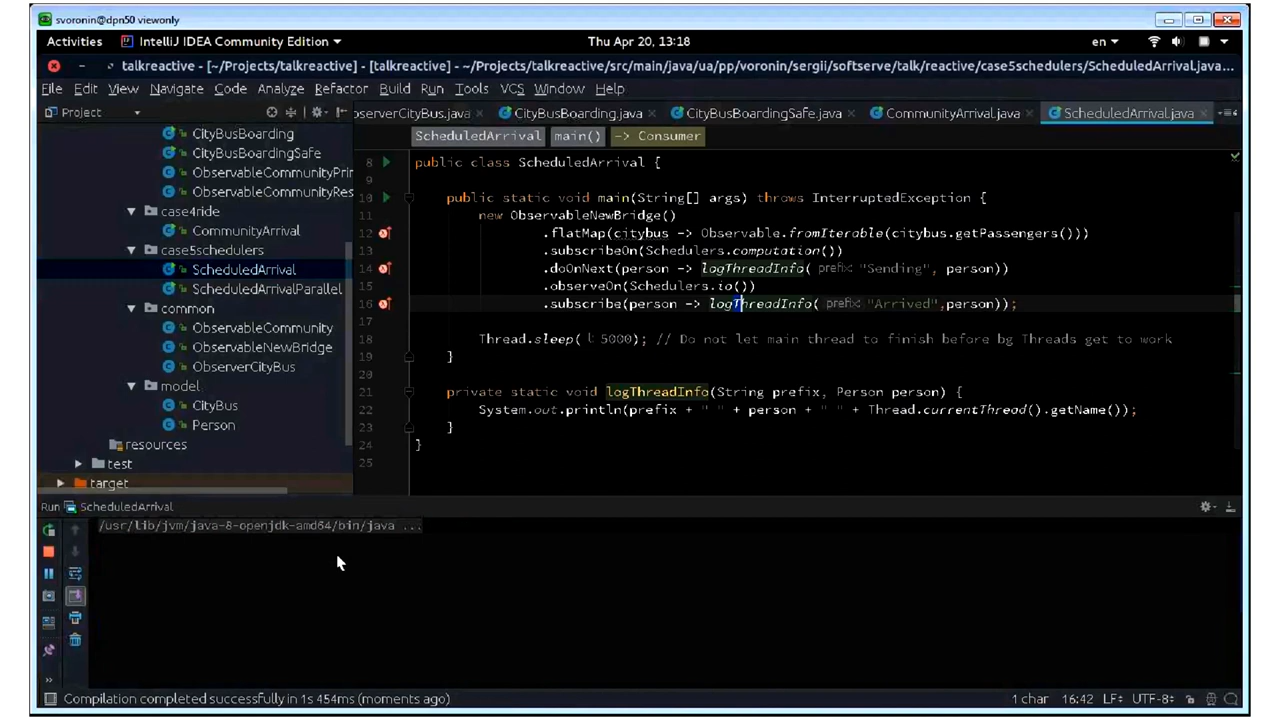 svoronin@dpn50 viewonly
Activities IntelliJ IDEA Community Edition Thu Apr 20, 13:18 en
talkreactive - [~/Projects/talkreactive] - [talkreactive] - ~/Projects/talkreactive/src/main/java/ua/pp/voronin/sergii/softserve/talk/reactive/case5schedulers/ScheduledArrival.java...
File Edit View Navigate Code Analyze Refactor Build Run Tools VCS Window Help
Project bserverCityBus.java CityBusBoarding.java CityBusBoardingSafe.java CommunityArrival.java ScheduledArrival.java
CityBusBoarding
CityBusBoardingSafe
ObservableCommunityPrir
ObservableCommunityRes
case4ride
CommunityArrival
case5schedulers
ScheduledArrival
ScheduledArrivalParallel
common
ObservableCommunity
ObservableNewBridge
ObserverCityBus
model
CityBus
Person
resources
test
target
ScheduledArrival main() -> Consumer
8 public class ScheduledArrival {
9
10 public static void main(String[] args) throws InterruptedException {
11 new ObservableNewBridge()
12 .flatMap(citybus -> Observable.fromIterable(citybus.getPassengers()))
13 .subscribeOn(Schedulers.computation())
14 .doOnNext(person -> logThreadInfo( prefix: "Sending", person))
15 .observeOn(Schedulers.io())
16 .subscribe(person -> logThreadInfo( prefix: "Arrived",person));
17
18 Thread.sleep( l: 5000); // Do not let main thread to finish before bg Threads get to work
19 }
20
21 private static void logThreadInfo(String prefix, Person person) {
22 System.out.println(prefix + " " + person + " " + Thread.currentThread().getName());
23 }
24 }
25
Run ScheduledArrival
/usr/lib/jvm/java-8-openjdk-amd64/bin/java ...
Compilation completed successfully in 1s 454ms (moments ago) 1 char 16:42 LF÷ UTF-8÷